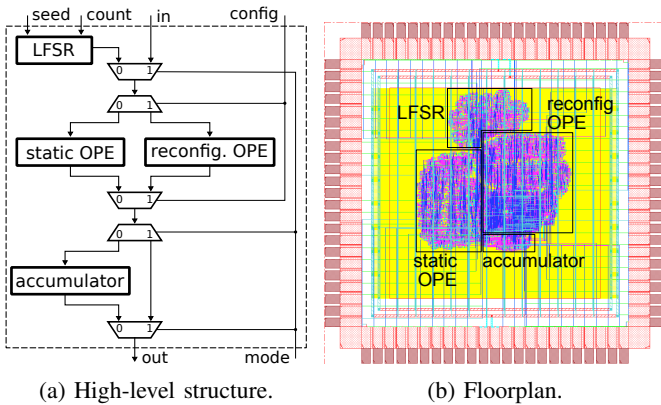 seed count in config
LFSR
0 1
0 1
static OPE
reconfig. OPE
0 1
0 1
accumulator
0 1
out
mode
(a) High-level structure.
LFSR
reconfig
OPE
static
OPE
accumulator
(b) Floorplan.